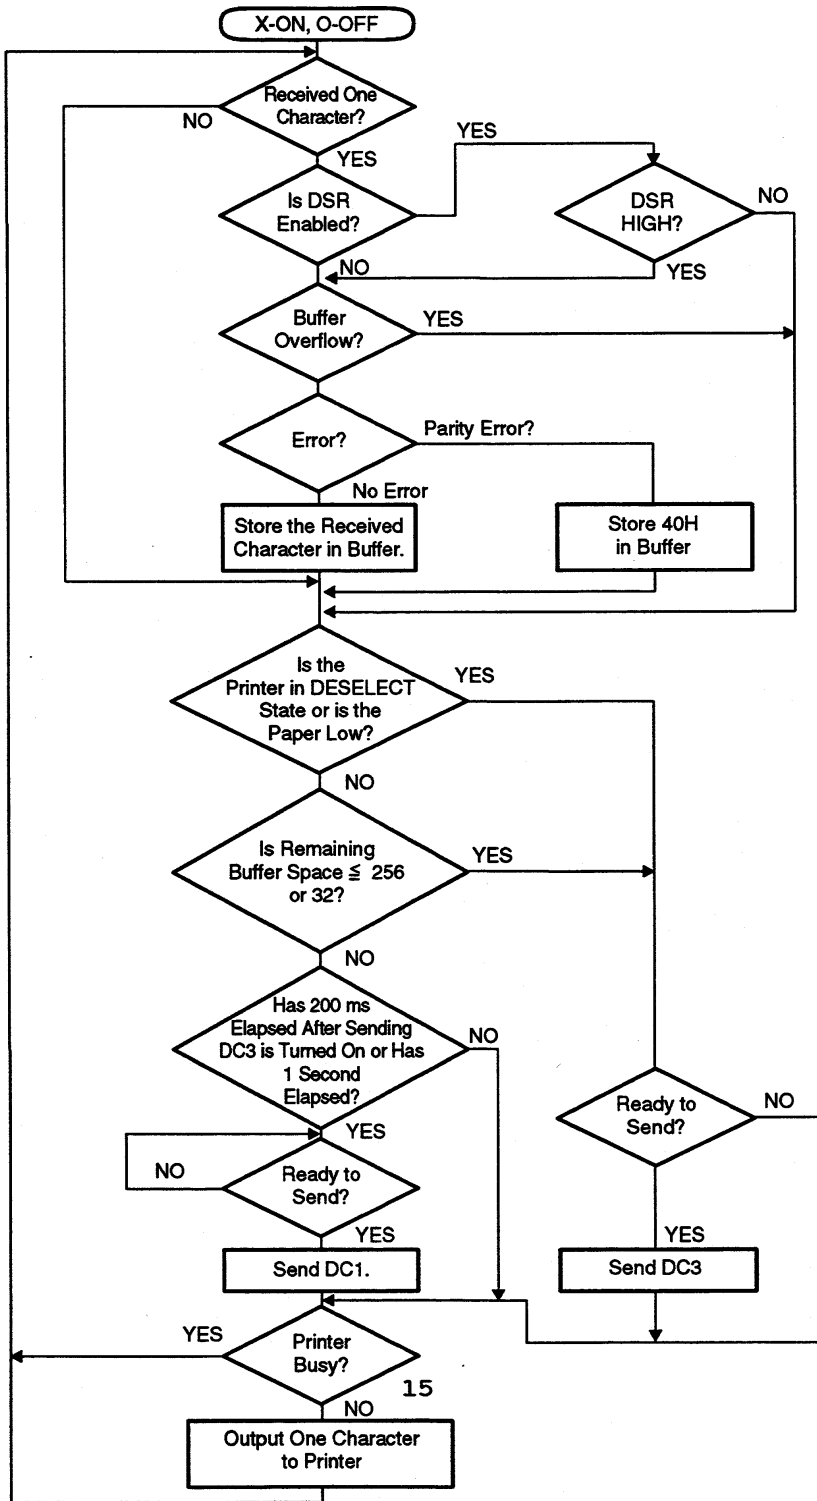 X-ON, O-OFF
Received One
Character?
NO
YES
YES
Is DSR
Enabled?
DSR
HIGH?
NO
NO
YES
Buffer
Overflow?
YES
Error?
Parity Error?
No Error
Store the Received
Character in Buffer.
Store 40H
in Buffer
Is the
Printer in DESELECT
State or is the
Paper Low?
YES
NO
Is Remaining
Buffer Space ≦ 256
or 32?
YES
NO
Has 200 ms
Elapsed After Sending
DC3 is Turned On or Has
1 Second
Elapsed?
NO
YES
Ready to
Send?
NO
NO
Ready to
Send?
YES
YES
Send DC1.
Send DC3
YES
Printer
Busy?
15
NO
Output One Character
to Printer